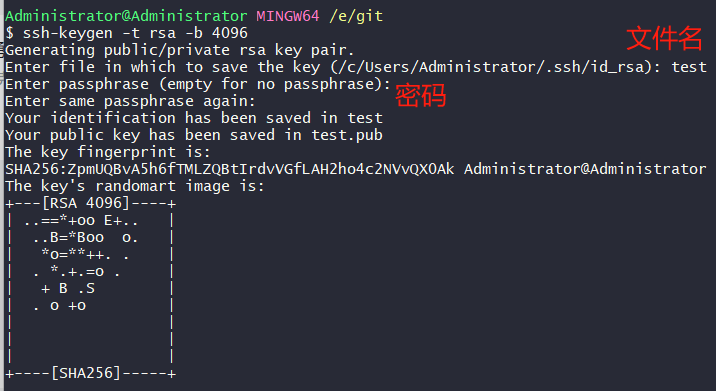 Administrator@Administrator MINGW64 /e/git
$ ssh-keygen -t rsa -b 4096
文件名
Generating public/private rsa key pair.
Enter file in which to save the key (/c/Users/Administrator/.ssh/id_rsa): test
Enter passphrase (empty for no passphrase):
密码
Enter same passphrase again:
Your identification has been saved in test
Your public key has been saved in test.pub
The key fingerprint is:
SHA256:ZpmUQBvA5h6fTMLZQBtIrdvVGfLAH2ho4c2NVvQX0Ak Administrator@Administrator
The key's randomart image is:
+---[RSA 4096]----+
| ..==*+oo E+..   |
|  ..B=*Boo  o.   |
|   *o=**++. .    |
|  . *.+.=o .     |
|   + B .S        |
|  . o +o         |
|                 |
|                 |
|                 |
+----[SHA256]-----+